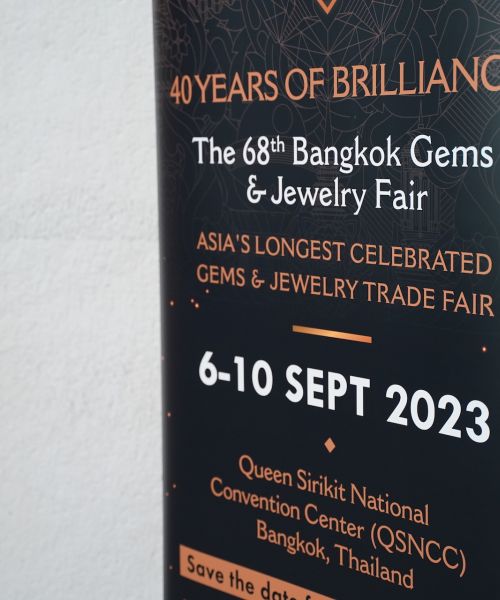 40 YEARS OF BRILLIANC
The 68th Bangkok Gems
& Jewelry Fair
ASIA'S LONGEST CELEBRATED
GEMS & JEWELRY TRADE FAIR
6-10 SEPT 2023
Queen Sirikit National
Convention Center (QSNCC)
Bangkok, Thailand
Save the date